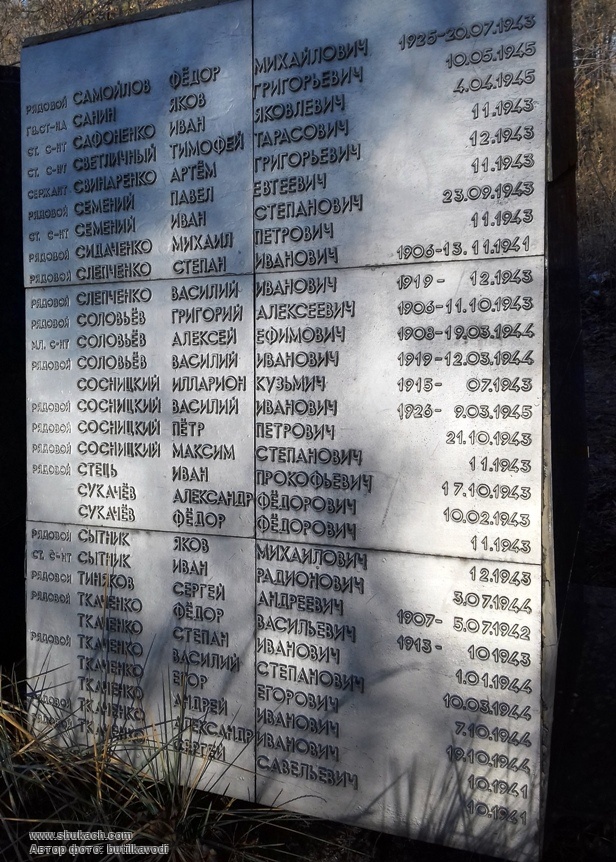 РЯДОВОЙ САМОЙЛОВ ФЁДОР МИХАЙЛОВИЧ 1925-20.07.1943
ГВ.СТ-НА САНИН ЯКОВ ГРИГОРЬЕВИЧ 10.05.1945
СТ. С-НТ САФОНЕНКО ИВАН ЯКОВЛЕВИЧ 4.04.1945
СТ. С-НТ СВЕТЛИЧНЫЙ ТИМОФЕЙ ТАРАСОВИЧ 11.1943
СЕРЖАНТ СВИНАРЕНКО АРТЁМ ГРИГОРЬЕВИЧ 12.1943
РЯДОВОЙ СЕМЕНИЙ ПАВЕЛ ЕВТЕЕВИЧ 11.1943
СТ. С-НТ СЕМЕНИЙ ИВАН СТЕПАНОВИЧ 23.09.1943
РЯДОВОЙ СИДАЧЕНКО МИХАИЛ ПЕТРОВИЧ 11.1943
РЯДОВОЙ СЛЕПЧЕНКО СТЕПАН ИВАНОВИЧ 1906-13.11.1941
РЯДОВОЙ СЛЕПЧЕНКО ВАСИЛИЙ ИВАНОВИЧ 1919- 12.1943
РЯДОВОЙ СОЛОВЬЁВ ГРИГОРИЙ АЛЕКСЕЕВИЧ 1906-11.10.1943
МЛ. С-НТ СОЛОВЬЁВ АЛЕКСЕЙ ЕФИМОВИЧ 1908-19.03.1944
РЯДОВОЙ СОЛОВЬЁВ ВАСИЛИЙ ИВАНОВИЧ 1919-12.03.1944
СОСНИЦКИЙ ИЛЛАРИОН КУЗЬМИЧ 1915- 07.1943
РЯДОВОЙ СОСНИЦКИЙ ВАСИЛИЙ ИВАНОВИЧ 1926- 9.03.1945
РЯДОВОЙ СОСНИЦКИЙ ПЁТР ПЕТРОВИЧ 21.10.1943
РЯДОВОЙ СОСНИЦКИЙ МАКСИМ СТЕПАНОВИЧ 11.1943
РЯДОВОЙ СТЕЦЬ ИВАН ПРОКОФЬЕВИЧ 17.10.1943
СУКАЧЁВ АЛЕКСАНДР ФЁДОРОВИЧ 10.02.1943
СУКАЧЁВ ФЁДОР ФЁДОРОВИЧ 11.1943
РЯДОВОЙ СЫТНИК ЯКОВ МИХАИЛОВИЧ 12.1943
СТ. С-НТ СЫТНИК ИВАН РАДИОНОВИЧ 3.07.1944
РЯДОВОЙ ТИНЯКОВ СЕРГЕЙ АНДРЕЕВИЧ 1907- 5.07.1942
РЯДОВОЙ ТКАЧЕНКО ФЁДОР ВАСИЛЬЕВИЧ 1913- 10 1943
ТКАЧЕНКО СТЕПАН ИВАНОВИЧ 1.01.1944
РЯДОВОЙ ТКАЧЕНКО ВАСИЛИЙ СТЕПАНОВИЧ 10.03.1944
ТКАЧЕНКО ЕГОР ЕГОРОВИЧ 7.10.1944
ТКАЧЕНКО АНДРЕЙ ИВАНОВИЧ 19.10.1944
РЯДОВОЙ ТКАЧЕНКО АЛЕКСАНДР ИВАНОВИЧ 10.1941
РЯДОВОЙ ТКАЧЕНКО СЕРГЕЙ САВЕЛЬЕВИЧ 10.1941
www.shukach.com
Автор фото: butilkavodi